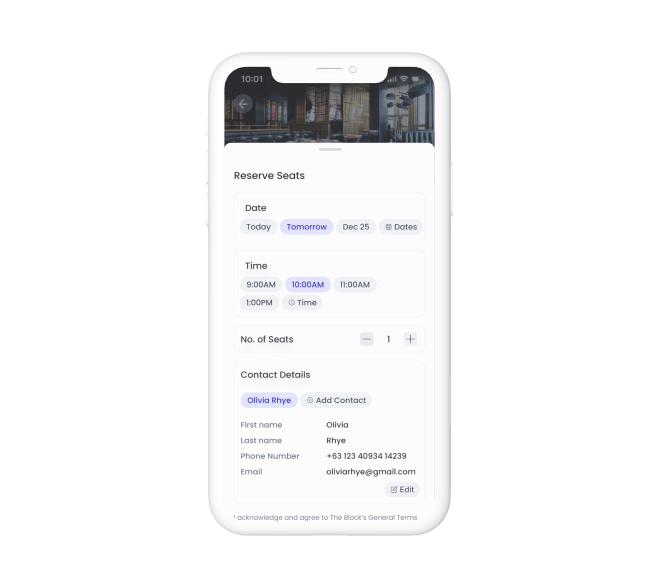 10:01
Reserve Seats
Date
Today Tomorrow Dec 25 Dates
Time
9:00AM 10:00AM 11:00AM
1:00PM Time
No. of Seats 1
Contact Details
Olivia Rhye Add Contact
First name Olivia
Last name Rhye
Phone Number +63 123 40934 14239
Email oliviarhye@gmail.com
Edit
I acknowledge and agree to The Block's General Terms